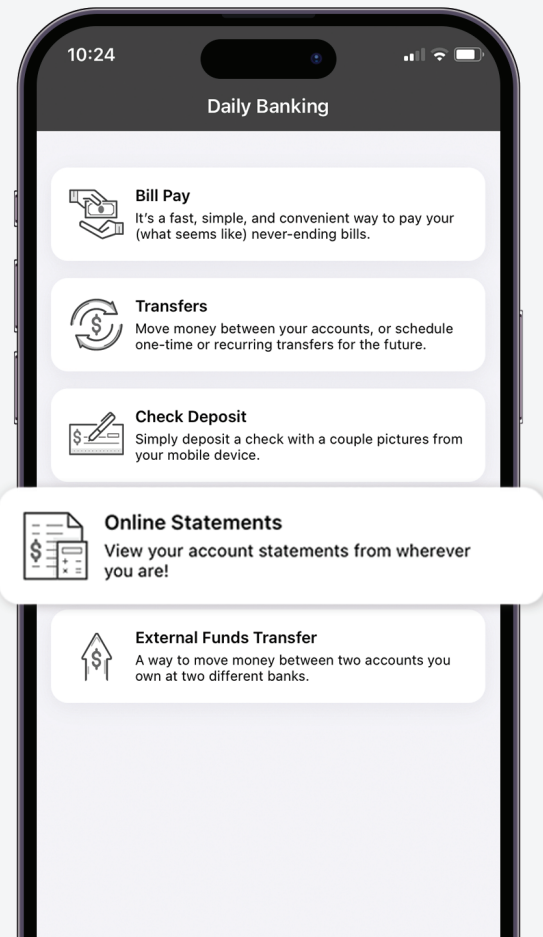 10:24
Daily Banking
Bill Pay
It's a fast, simple, and convenient way to pay your
(what seems like) never-ending bills.
Transfers
Move money between your accounts, or schedule
one-time or recurring transfers for the future.
Check Deposit
Simply deposit a check with a couple pictures from
your mobile device.
Online Statements
View your account statements from wherever
you are!
External Funds Transfer
A way to move money between two accounts you
own at two different banks.